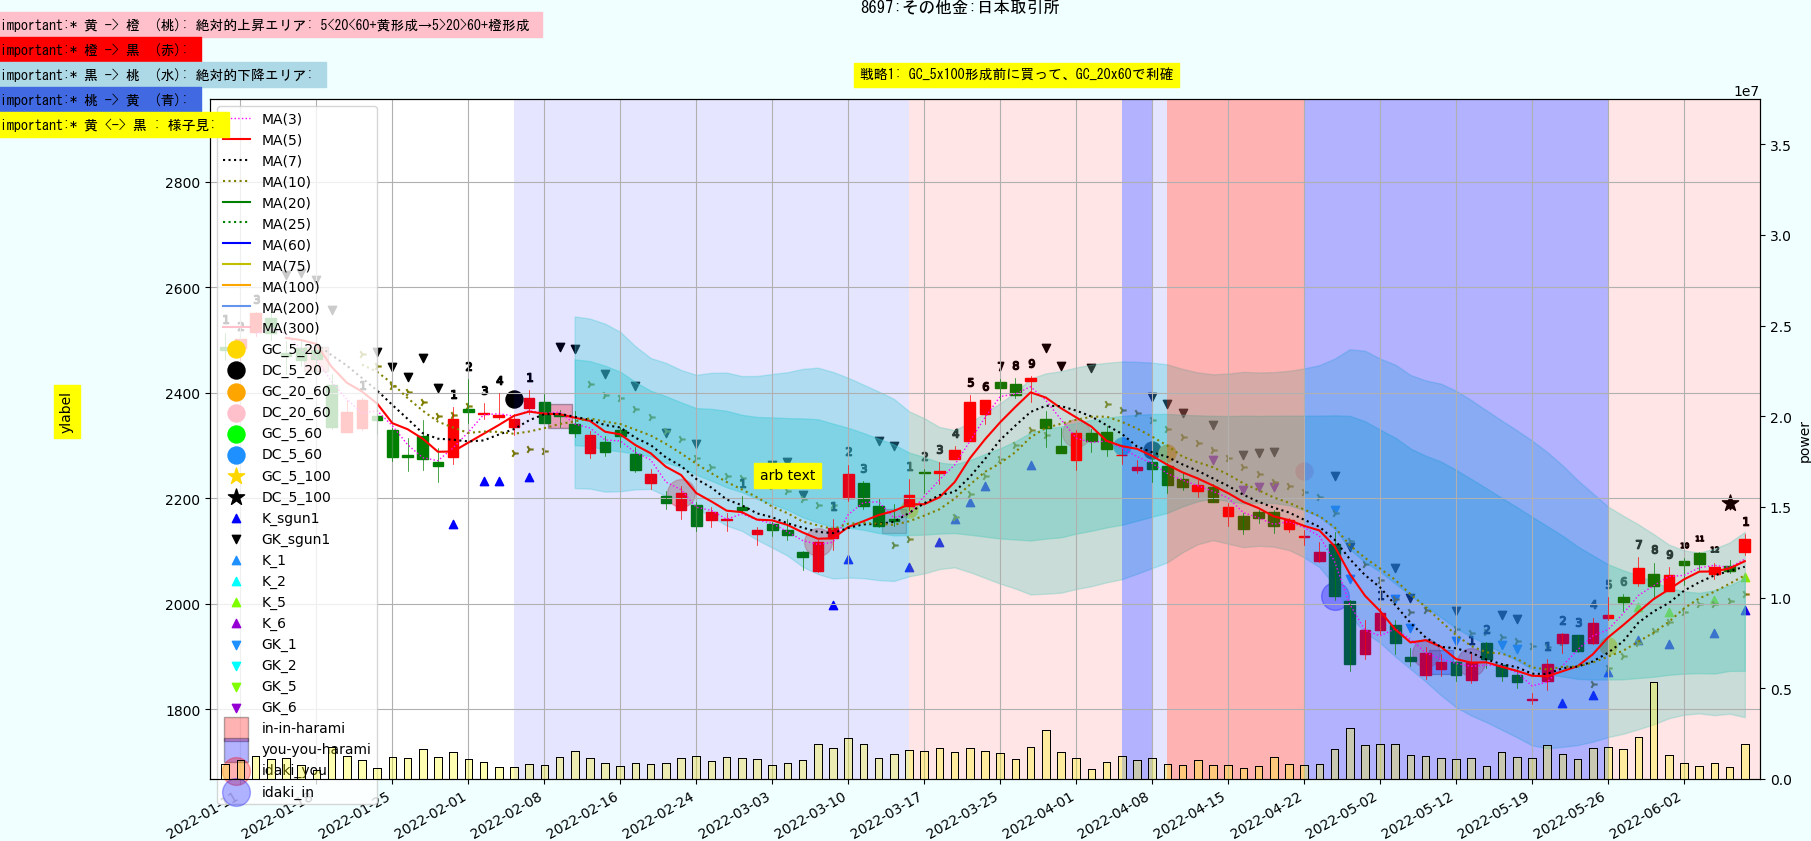 8697:その他金:日本取引所
important:* 黄 -> 橙 (桃): 絶対的上昇エリア: 5<20<60+黄形成→5>20>60+橙形成
important:* 橙 -> 黒 (赤):
important:* 黒 -> 桃 (水): 絶対的下降エリア:
戦略1: GC_5x100形成前に買って、GC_20x60で利確
important:* 桃 -> 黄 (青):
important:* 黄 <-> 黒 : 様子見:
1e7
MA(3)
MA(5)
MA(7)
MA(10)
MA(20)
MA(25)
MA(60)
MA(75)
MA(100)
MA(200)
MA(300)
GC_5_20
DC_5_20
GC_20_60
DC_20_60
GC_5_60
DC_5_60
GC_5_100
DC_5_100
K_sgun1
GK_sgun1
K_1
K_2
K_5
K_6
GK_1
GK_2
GK_5
GK_6
in-in-harami
you-you-harami
idaki_you
idaki_in
ylabel
2800
2600
2400
2200
2000
1800
arb text
3.5
3.0
2.5
2.0
1.5
1.0
0.5
0.0
power
2022-01-25
2022-02-01
2022-02-08
2022-02-16
2022-02-24
2022-03-03
2022-03-10
2022-03-17
2022-03-25
2022-04-01
2022-04-08
2022-04-15
2022-04-22
2022-05-02
2022-05-12
2022-05-19
2022-05-26
2022-06-02